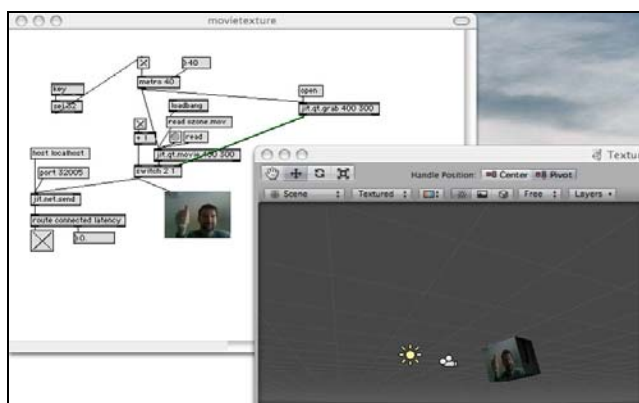 movietexture
40
key
metro 40
open
sel 32
loadbang
jit.qt.grab 400 300
read ozone.mov
+ 1
read
host localhost
jit.qt.movie 400 300
switch 2 1
port 32005
jit.net.send
route connected latency
0.
Textu
Handle Position:
Center
Pivot
Scene
Textured
Free
Layers